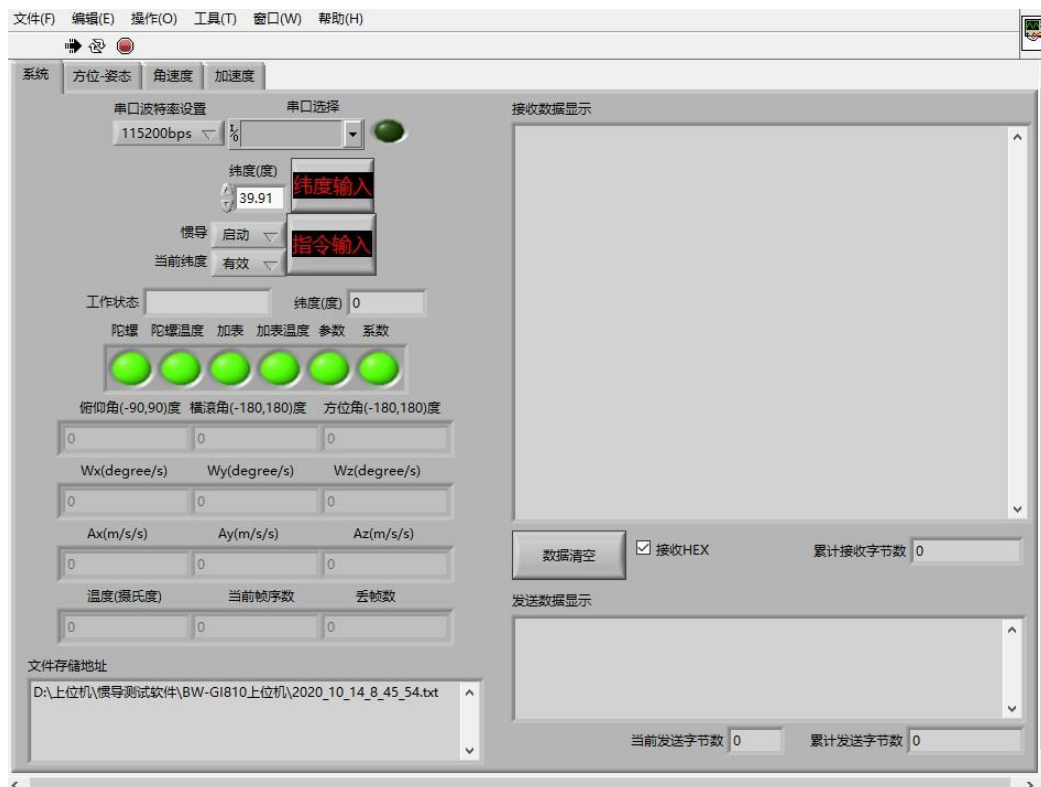 文件(F) 编辑(E) 操作(O) 工具(T) 窗口(W) 帮助(H)
系统 方位-姿态 角速度 加速度
串口波特率设置 串口选择
115200bps
纬度(度)
39.91 纬度输入
惯导 启动 指令输入
当前纬度 有效
工作状态 纬度(度) 0
陀螺 陀螺温度 加表 加表温度 参数 系数
俯仰角(-90,90)度 横滚角(-180,180)度 方位角(-180,180)度
0 0 0
Wx(degree/s) Wy(degree/s) Wz(degree/s)
0 0 0
Ax(m/s/s) Ay(m/s/s) Az(m/s/s)
0 0 0
温度(摄氏度) 当前帧序数 丢帧数
0 0 0
文件存储地址
D:\上位机\惯导测试软件\BW-GI810上位机\2020_10_14_8_45_54.txt
接收数据显示
数据清空 接收HEX 累计接收字节数 0
发送数据显示
当前发送字节数 0 累计发送字节数 0